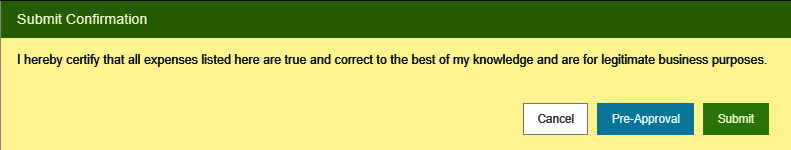 Submit Confirmation
I hereby certify that all expenses listed here are true and correct to the best of my knowledge and are for legitimate business purposes.
Cancel Pre-Approval Submit